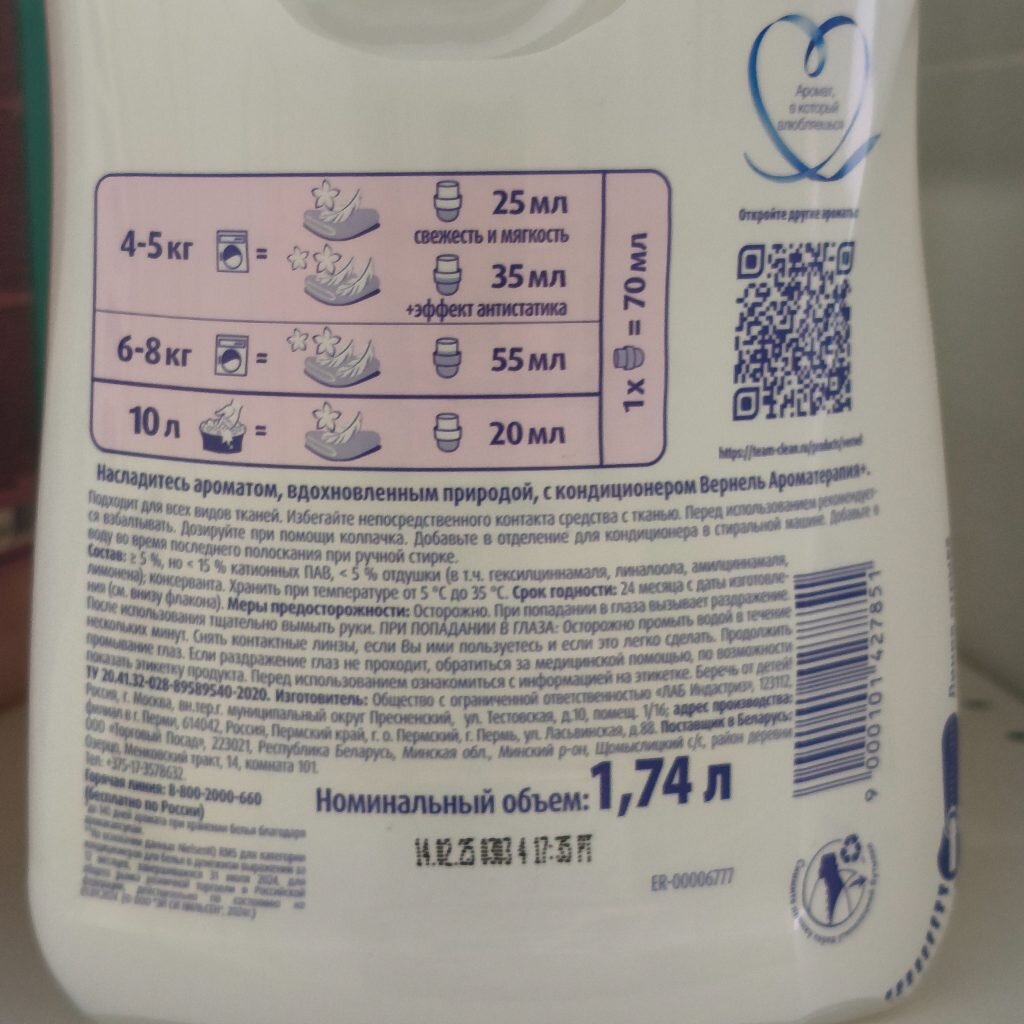 Аромат,
в который
влюбляешься
Откройте другие ароматы
4-5 кг = 25 мл
свежесть и мягкость
35 мл
+эффект антистатика
6-8 кг = 55 мл
10 л = 20 мл
1x = 70 мл
https://team-clean.ru/products/vernel
Насладитесь ароматом, вдохновленным природой, с кондиционером Вернель Ароматерапия+.
Подходит для всех видов тканей. Избегайте непосредственного контакта средства с тканью. Перед использованием рекомендует-
ся взбалтывать. Дозируйте при помощи колпачка. Добавьте в отделение для кондиционера в стиральной машине. Добавьте в
воду во время последнего полоскания при ручной стирке.
Состав: ≥ 5 %, но < 15 % катионных ПАВ, < 5 % отдушки (в т.ч. гексилциннамаля, линалоола, амилциннамаля,
лимонена); консерванта. Хранить при температуре от 5 °С до 35 °С. Срок годности: 24 месяца с даты изготовле-
ния (см. внизу флакона). Меры предосторожности: Осторожно. При попадании в глаза вызывает раздражение.
После использования тщательно вымыть руки. ПРИ ПОПАДАНИИ В ГЛАЗА: Осторожно промыть водой в течение
нескольких минут. Снять контактные линзы, если Вы ими пользуетесь и если это легко сделать. Продолжить
промывание глаз. Если раздражение глаз не проходит, обратиться за медицинской помощью, по возможности
показать этикетку продукта. Перед использованием ознакомиться с информацией на этикетке. Беречь от детей!
ТУ 20.41.32-028-89589540-2020. Изготовитель: Общество с ограниченной ответственностью «ЛАБ Индастриз», 123112,
Россия, г. Москва, вн.тер.г. муниципальный округ Пресненский, ул. Тестовская, д.10, помещ. 1/16; адрес производства:
филиал в г. Перми, 614042, Россия, Пермский край, г. о. Пермский, г. Пермь, ул. Ласьвинская, д.88. Поставщик в Беларусь:
ООО «Торговый Посад», 223021, Республика Беларусь, Минская обл., Минский р-он, Щомыслицкий с/с, район деревни
Озерцо, Менковский тракт, 14, комната 101.
Тел.: +375-17-3578632.
Горячая линия: 8-800-2000-660
(бесплатно по России)
Номинальный объем: 1,74 л
14.02.25 0303 4 17:35 П
ER-00006777
9 000101 427851